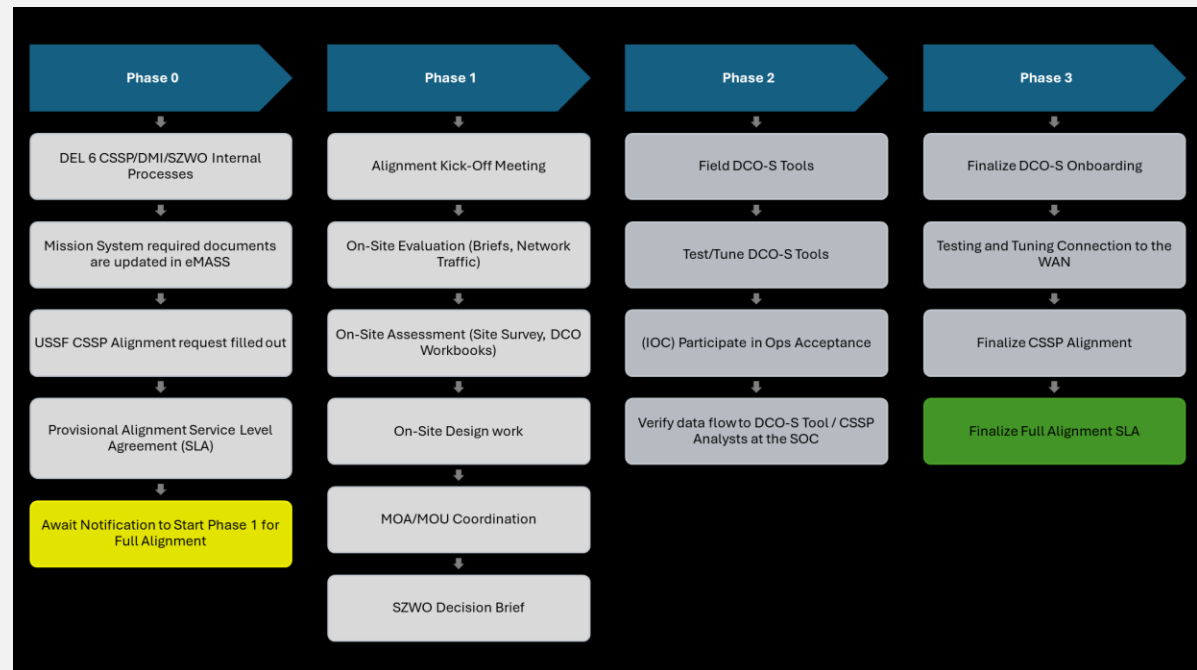 Phase 0
DEL 6 CSSP/DMI/SZWO Internal
Processes
Mission System required documents
are updated in eMASS
USSF CSSP Alignment request filled out
Provisional Alignment Service Level
Agreement (SLA)
Await Notification to Start Phase 1 for
Full Alignment
Phase 1
Alignment Kick-Off Meeting
On-Site Evaluation (Briefs, Network
Traffic)
On-Site Assessment (Site Survey, DCO
Workbooks)
On-Site Design work
MOA/MOU Coordination
SZWO Decision Brief
Phase 2
Field DCO-S Tools
Test/Tune DCO-S Tools
(IOC) Participate in Ops Acceptance
Verify data flow to DCO-S Tool / CSSP
Analysts at the SOC
Phase 3
Finalize DCO-S Onboarding
Testing and Tuning Connection to the
WAN
Finalize CSSP Alignment
Finalize Full Alignment SLA